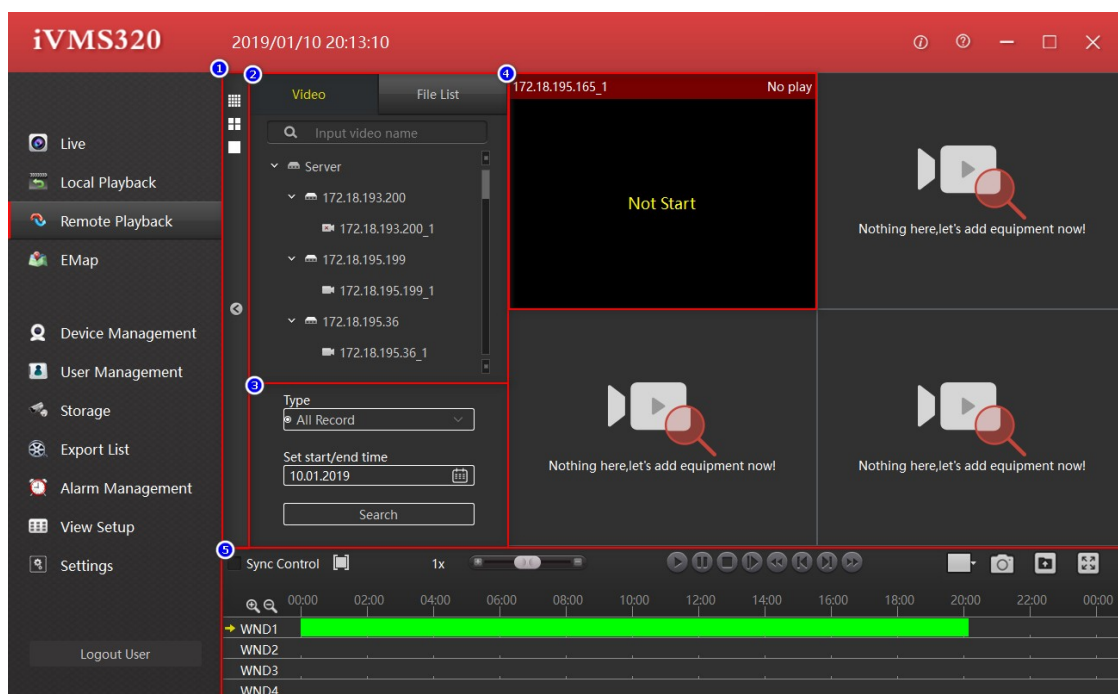 iVMS320
2019/01/10 20:13:10
1
2
4
Live
Local Playback
Remote Playback
EMap
Device Management
User Management
Storage
Export List
Alarm Management
View Setup
Settings
Logout User
Video
File List
Input video name
Server
172.18.193.200
172.18.193.200_1
172.18.195.199
172.18.195.199_1
172.18.195.36
172.18.195.36_1
3
Type
All Record
Set start/end time
10.01.2019
Search
172.18.195.165_1
No play
Not Start
Nothing here,let's add equipment now!
Nothing here,let's add equipment now!
Nothing here,let's add equipment now!
5
Sync Control
1x
00:00 02:00 04:00 06:00 08:00 10:00 12:00 14:00 16:00 18:00 20:00 22:00 00:00
WND1
WND2
WND3
WND4